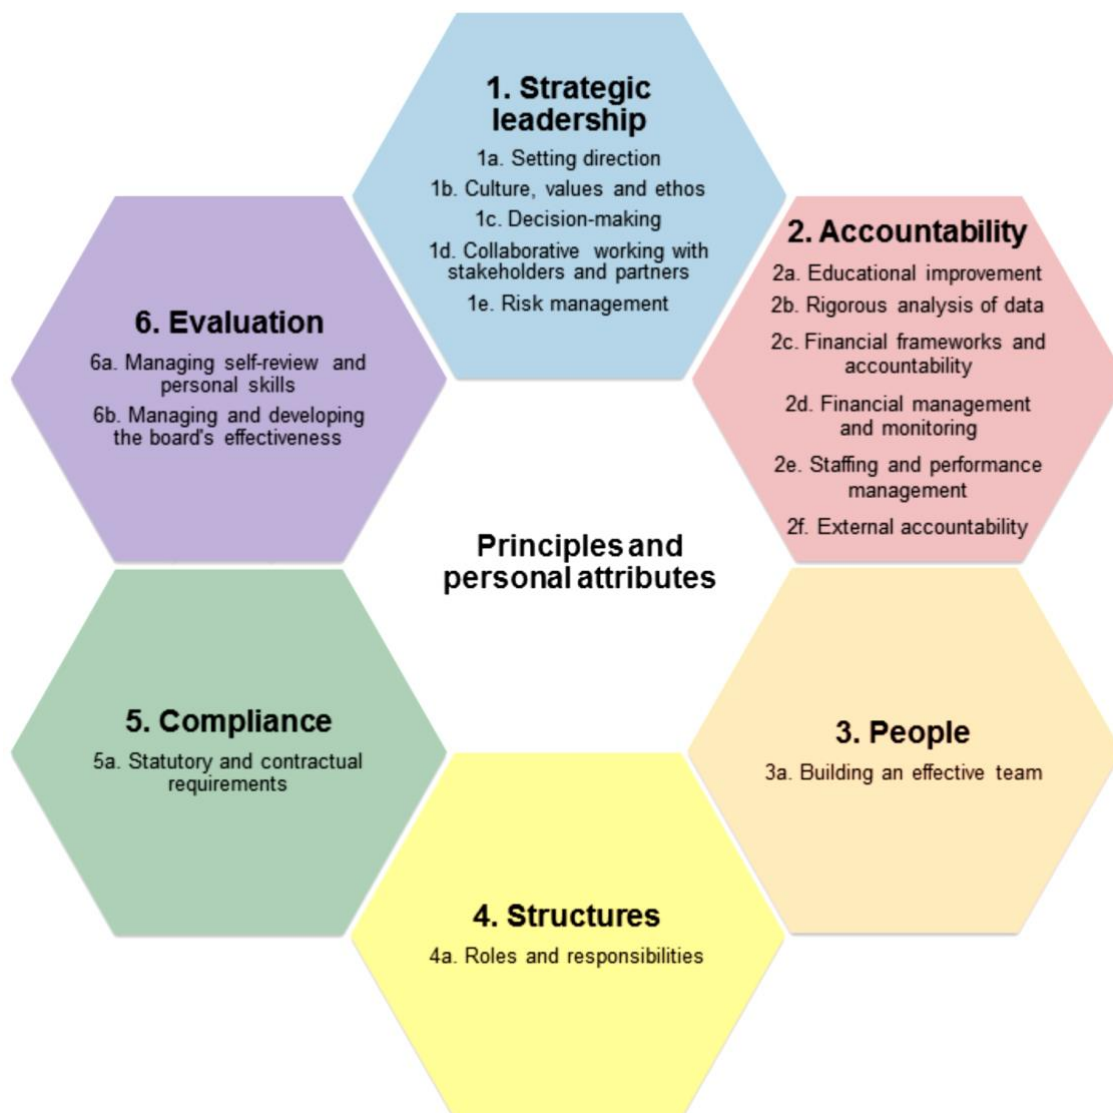 1. Strategic
leadership
1a. Setting direction
1b. Culture, values and ethos
1c. Decision-making
1d. Collaborative working with
stakeholders and partners
1e. Risk management
2. Accountability
2a. Educational improvement
2b. Rigorous analysis of data
2c. Financial frameworks and
accountability
2d. Financial management
and monitoring
2e. Staffing and performance
management
2f. External accountability
3. People
3a. Building an effective team
4. Structures
4a. Roles and responsibilities
5. Compliance
5a. Statutory and contractual
requirements
6. Evaluation
6a. Managing self-review and
personal skills
6b. Managing and developing
the board's effectiveness
Principles and
personal attributes